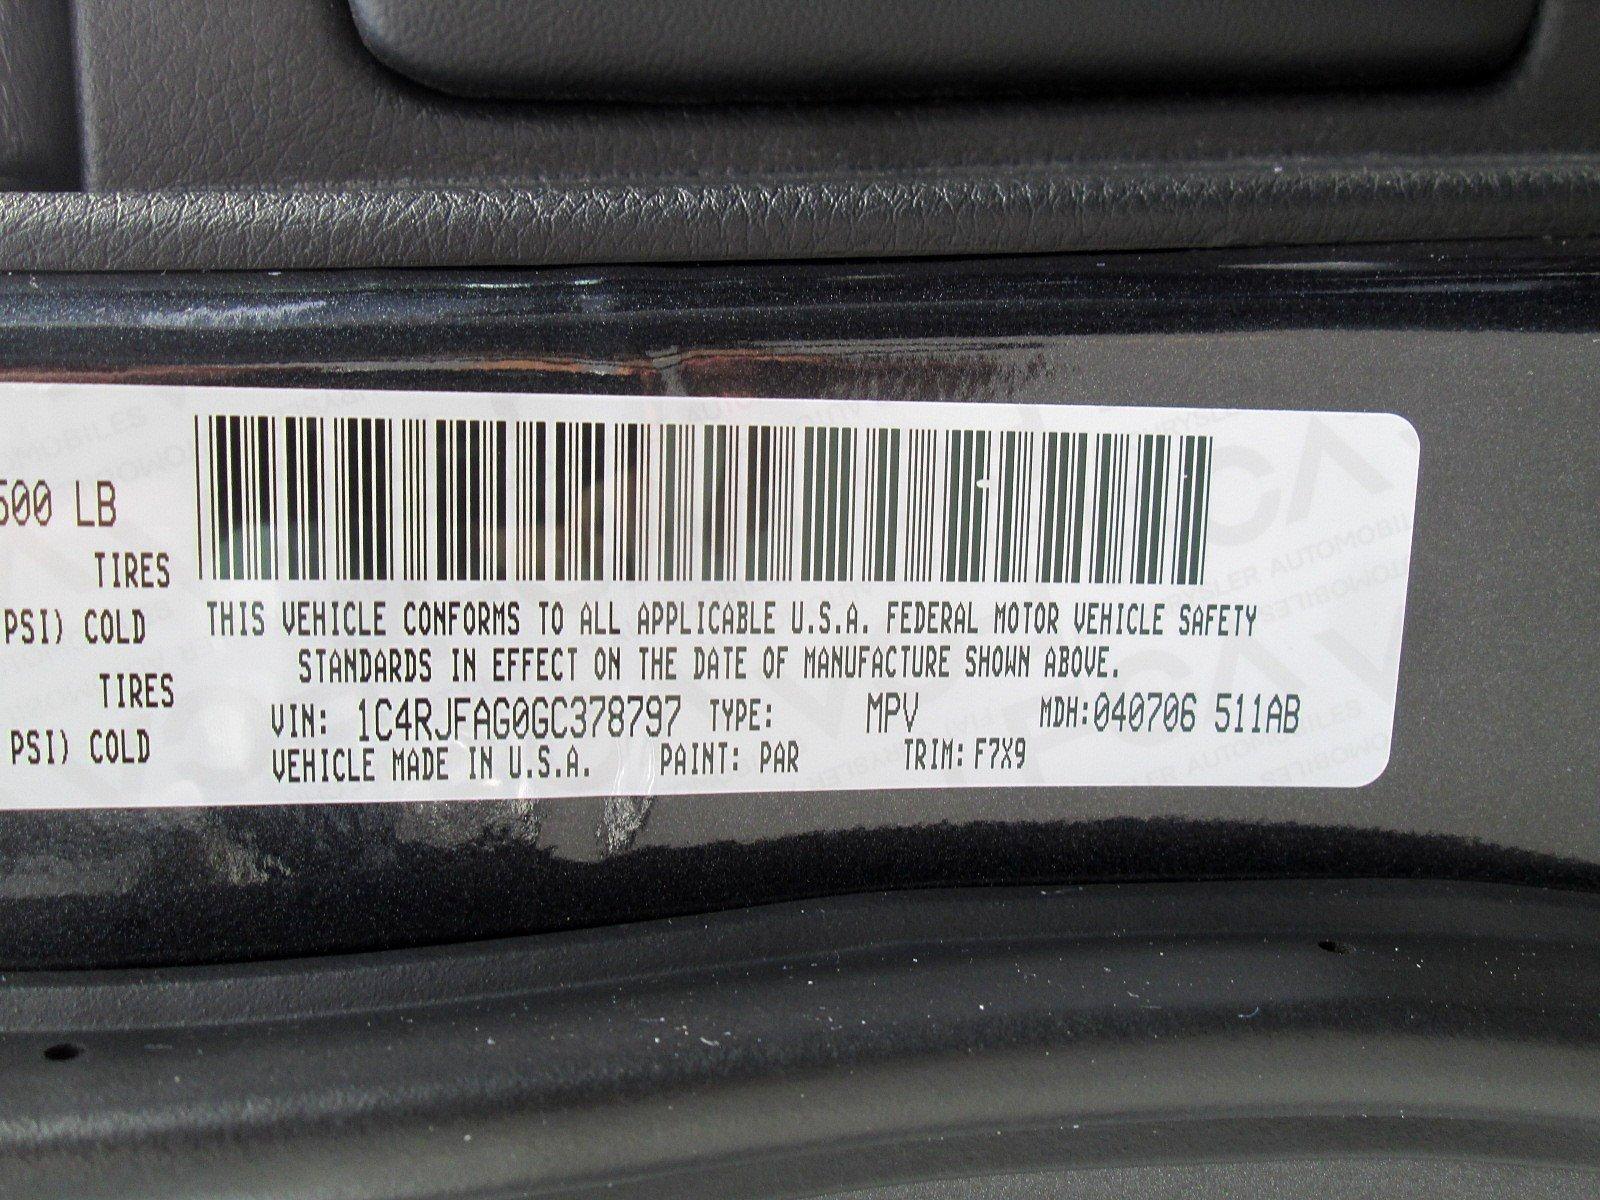 500 LB
TIRES
PSI) COLD
TIRES
PSI) COLD
THIS VEHICLE CONFORMS TO ALL APPLICABLE U.S.A. FEDERAL MOTOR VEHICLE SAFETY
STANDARDS IN EFFECT ON THE DATE OF MANUFACTURE SHOWN ABOVE.
VIN: 1C4RJFAG0GC378797 TYPE: MPV MDH:040706 511AB
VEHICLE MADE IN U.S.A. PAINT: PAR TRIM: F7X9